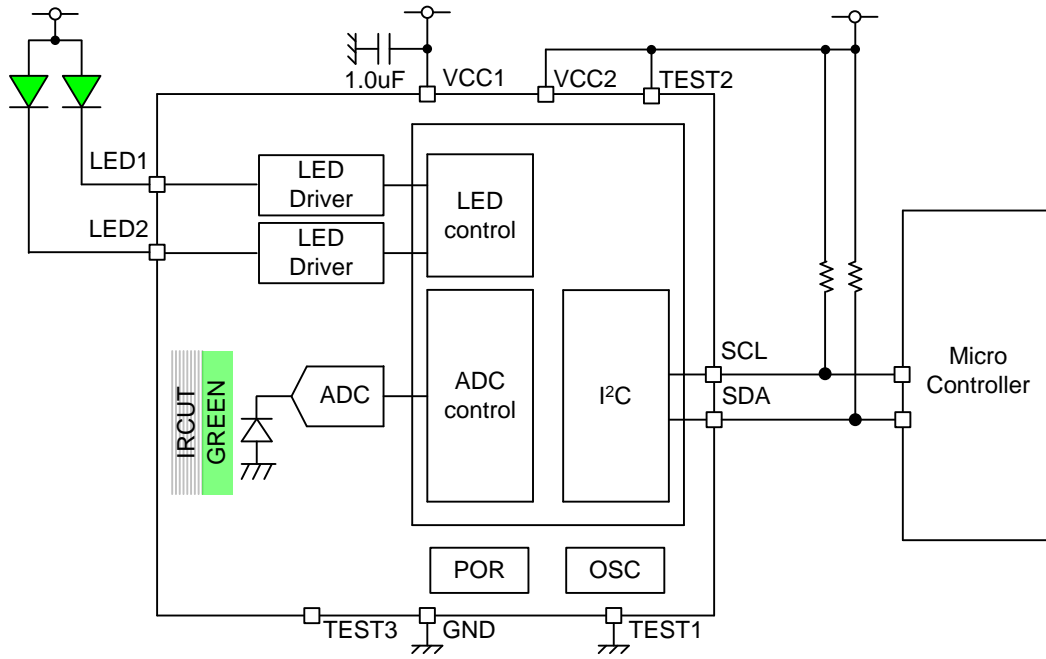 1.0uF
VCC1
VCC2
TEST2
LED1
LED
Driver
LED
control
LED2
LED
Driver
IRCUT
GREEN
ADC
ADC
control
I²C
SCL
SDA
Micro
Controller
POR
OSC
TEST3
GND
TEST1